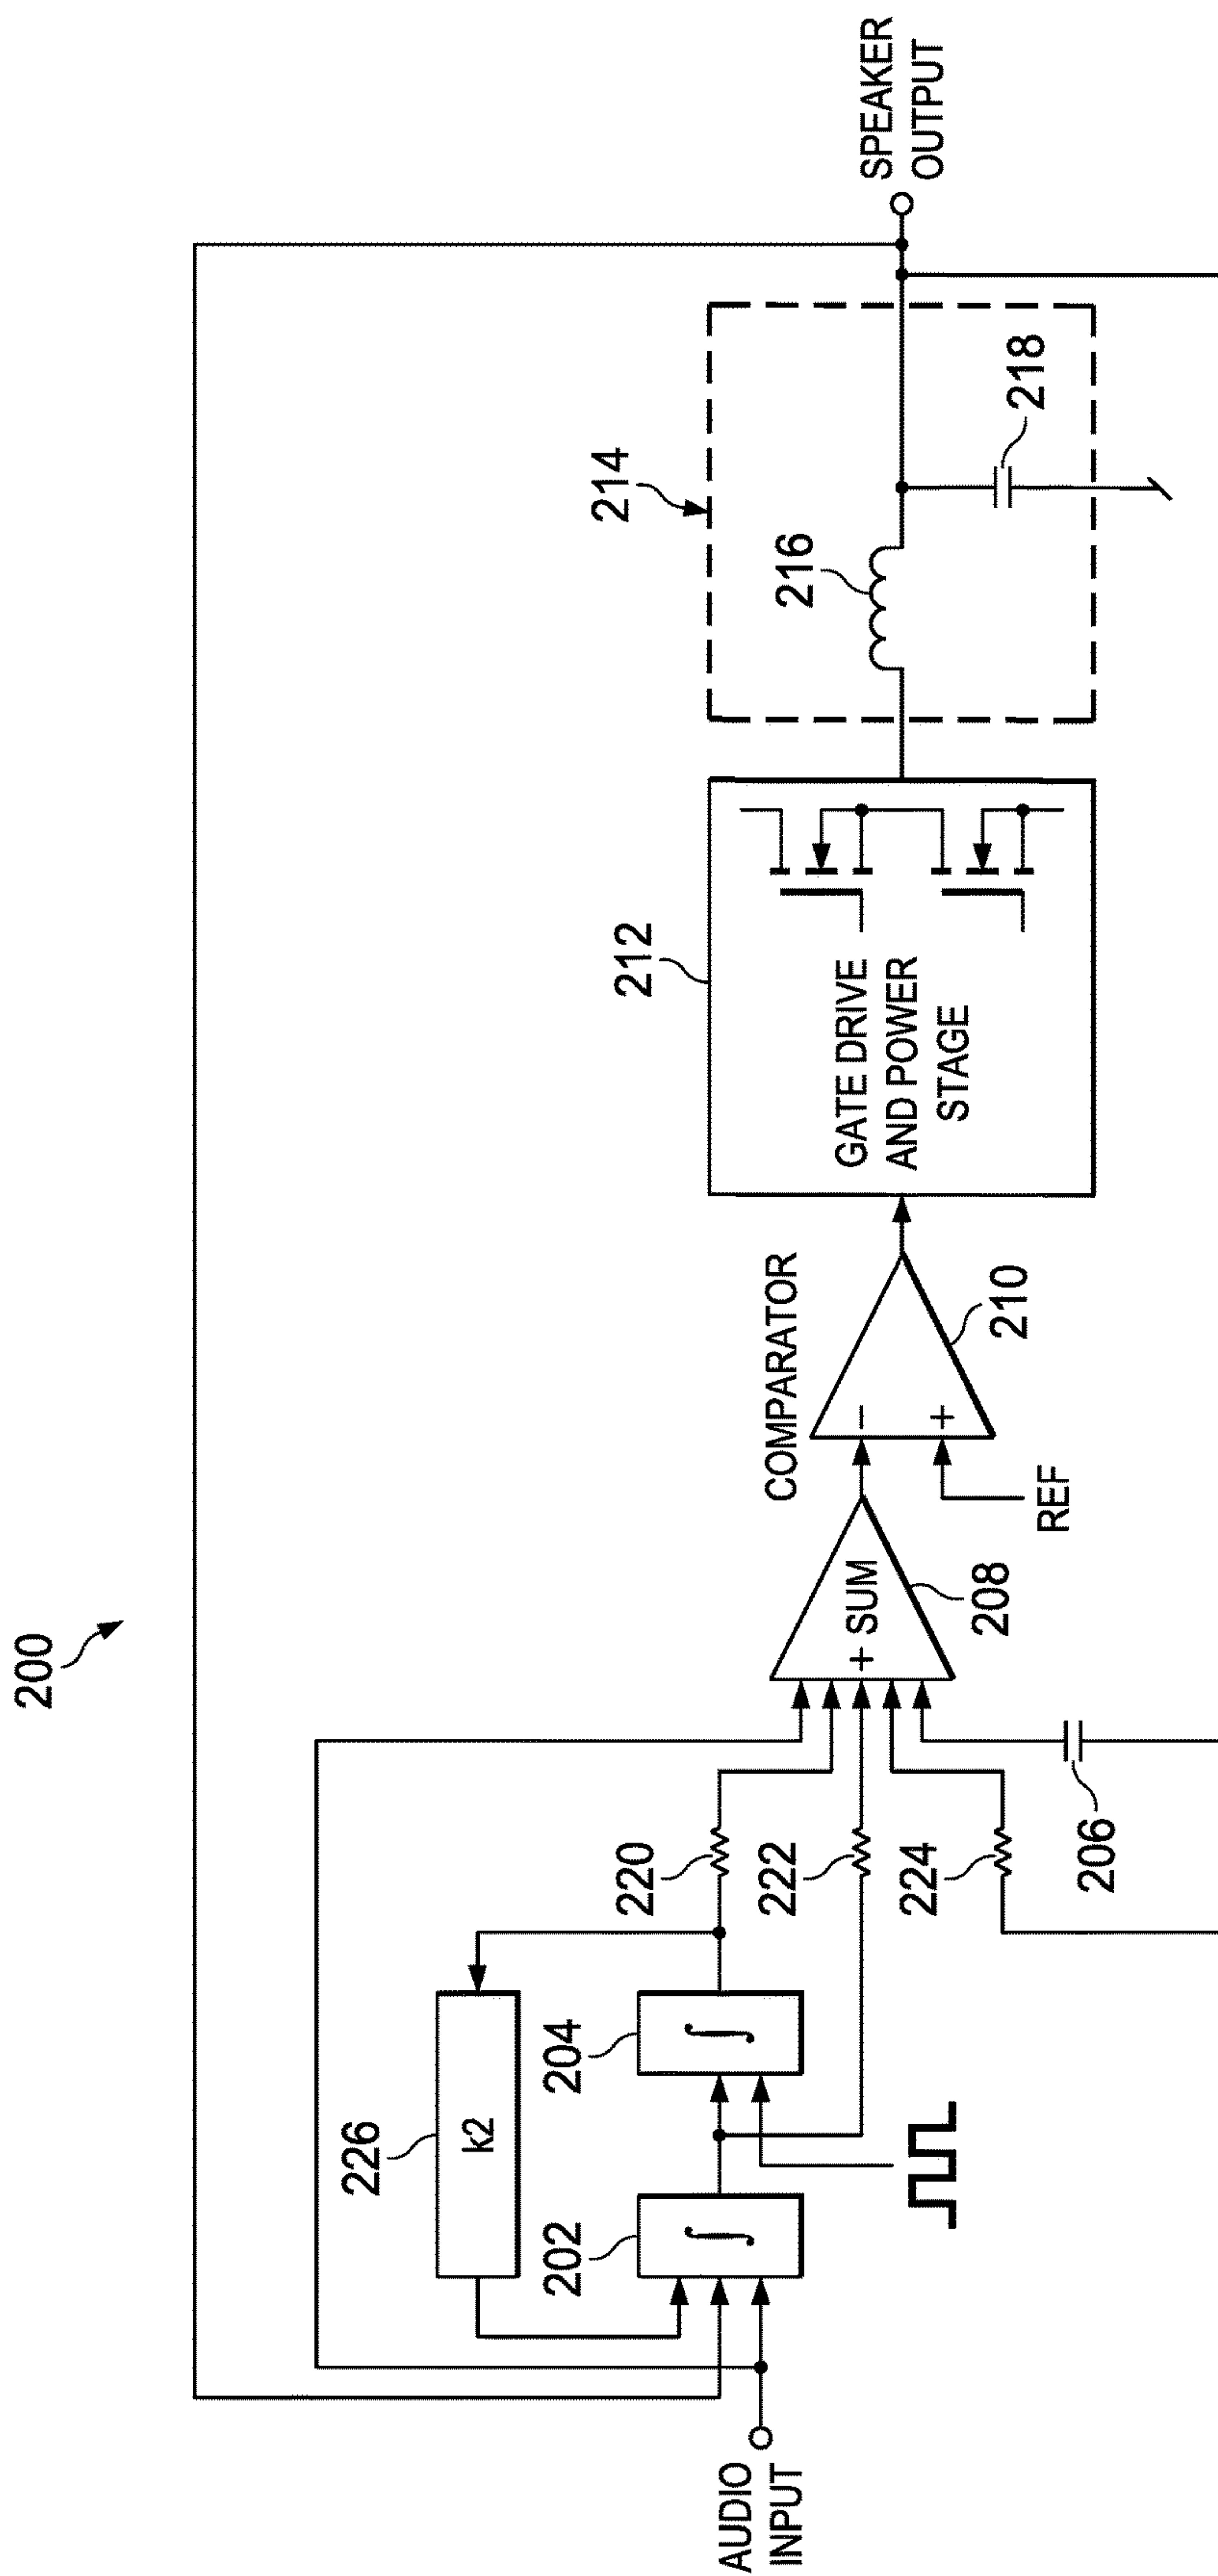 200
226
k2
202
204
220
222
224
206
AUDIO
INPUT
+ SUM
208
COMPARATOR
−
+
REF
210
212
GATE DRIVE
AND POWER
STAGE
214
216
218
SPEAKER
OUTPUT